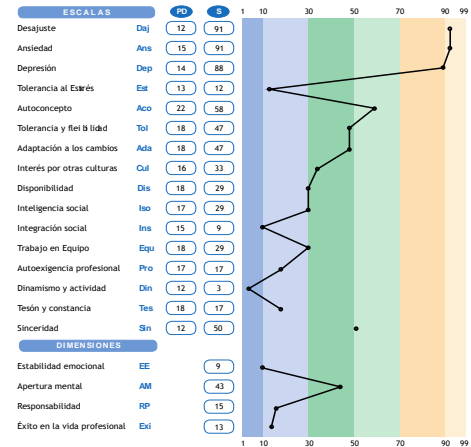 ESCALAS PD S 1 10 30 50 70 90 99
Desajuste Daj 12 91
Ansiedad Ans 15 91
Depresión Dep 14 88
Tolerancia al Estrés Est 13 12
Autoconcepto Aco 22 58
Tolerancia y flexibilidad Tol 18 47
Adaptación a los cambios Ada 18 47
Interés por otras culturas Cul 16 33
Disponibilidad Dis 18 29
Inteligencia social Iso 17 29
Integración social Ins 15 9
Trabajo en Equipo Equ 18 29
Autoexigencia profesional Pro 17 17
Dinamismo y actividad Din 12 3
Tesón y constancia Tes 18 17
Sinceridad Sin 12 50
DIMENSIONES
Estabilidad emocional EE 9
Apertura mental AM 43
Responsabilidad RP 15
Éxito en la vida profesional Exi 13
1 10 30 50 70 90 99